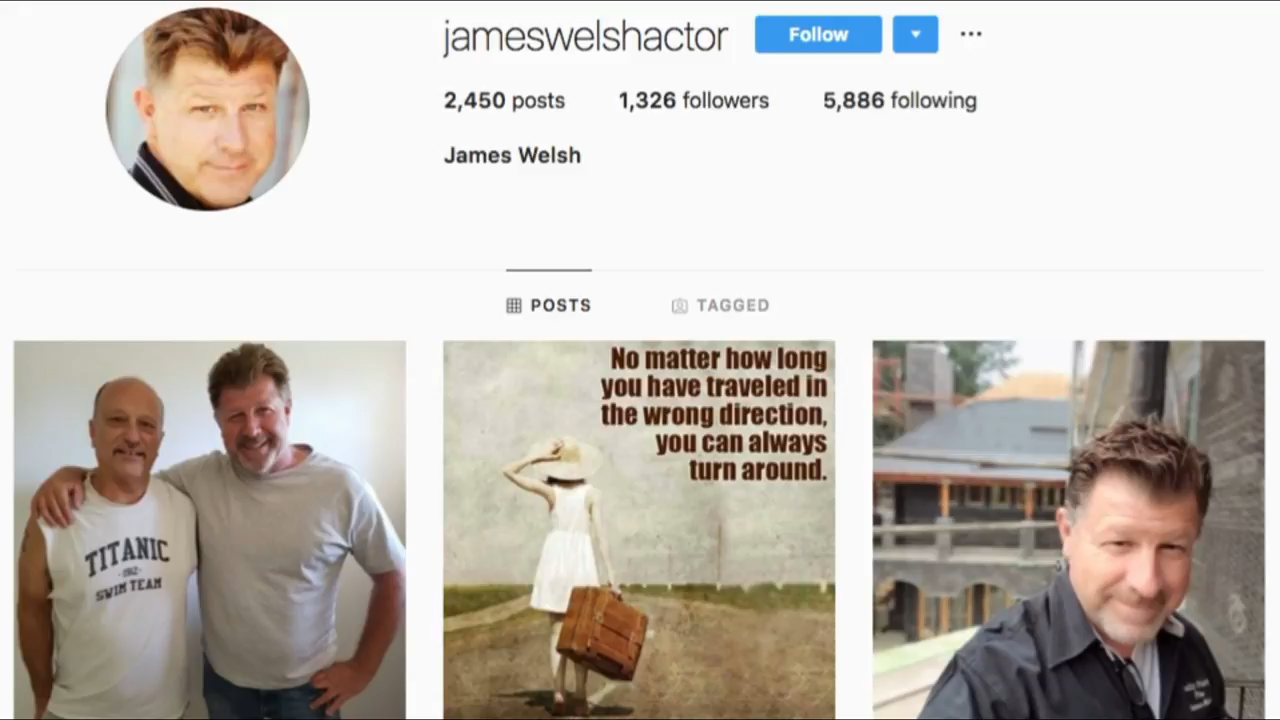 jameswelshactor
Follow
2,450 posts 1,326 followers 5,886 following
James Welsh
POSTS TAGGED
No matter how long
you have traveled in
the wrong direction,
you can always
turn around.
TITANIC
-1912-
SWIM TEAM